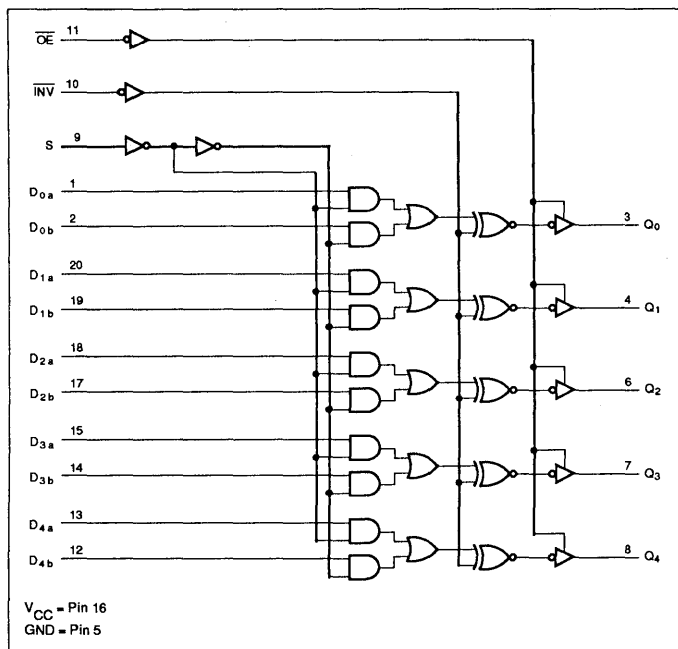 OE 11
INV 10
S 9
D0a 1
D0b 2
3 Q0
D1a 20
D1b 19
4 Q1
D2a 18
D2b 17
6 Q2
D3a 15
D3b 14
7 Q3
D4a 13
D4b 12
8 Q4
VCC = Pin 16
GND = Pin 5